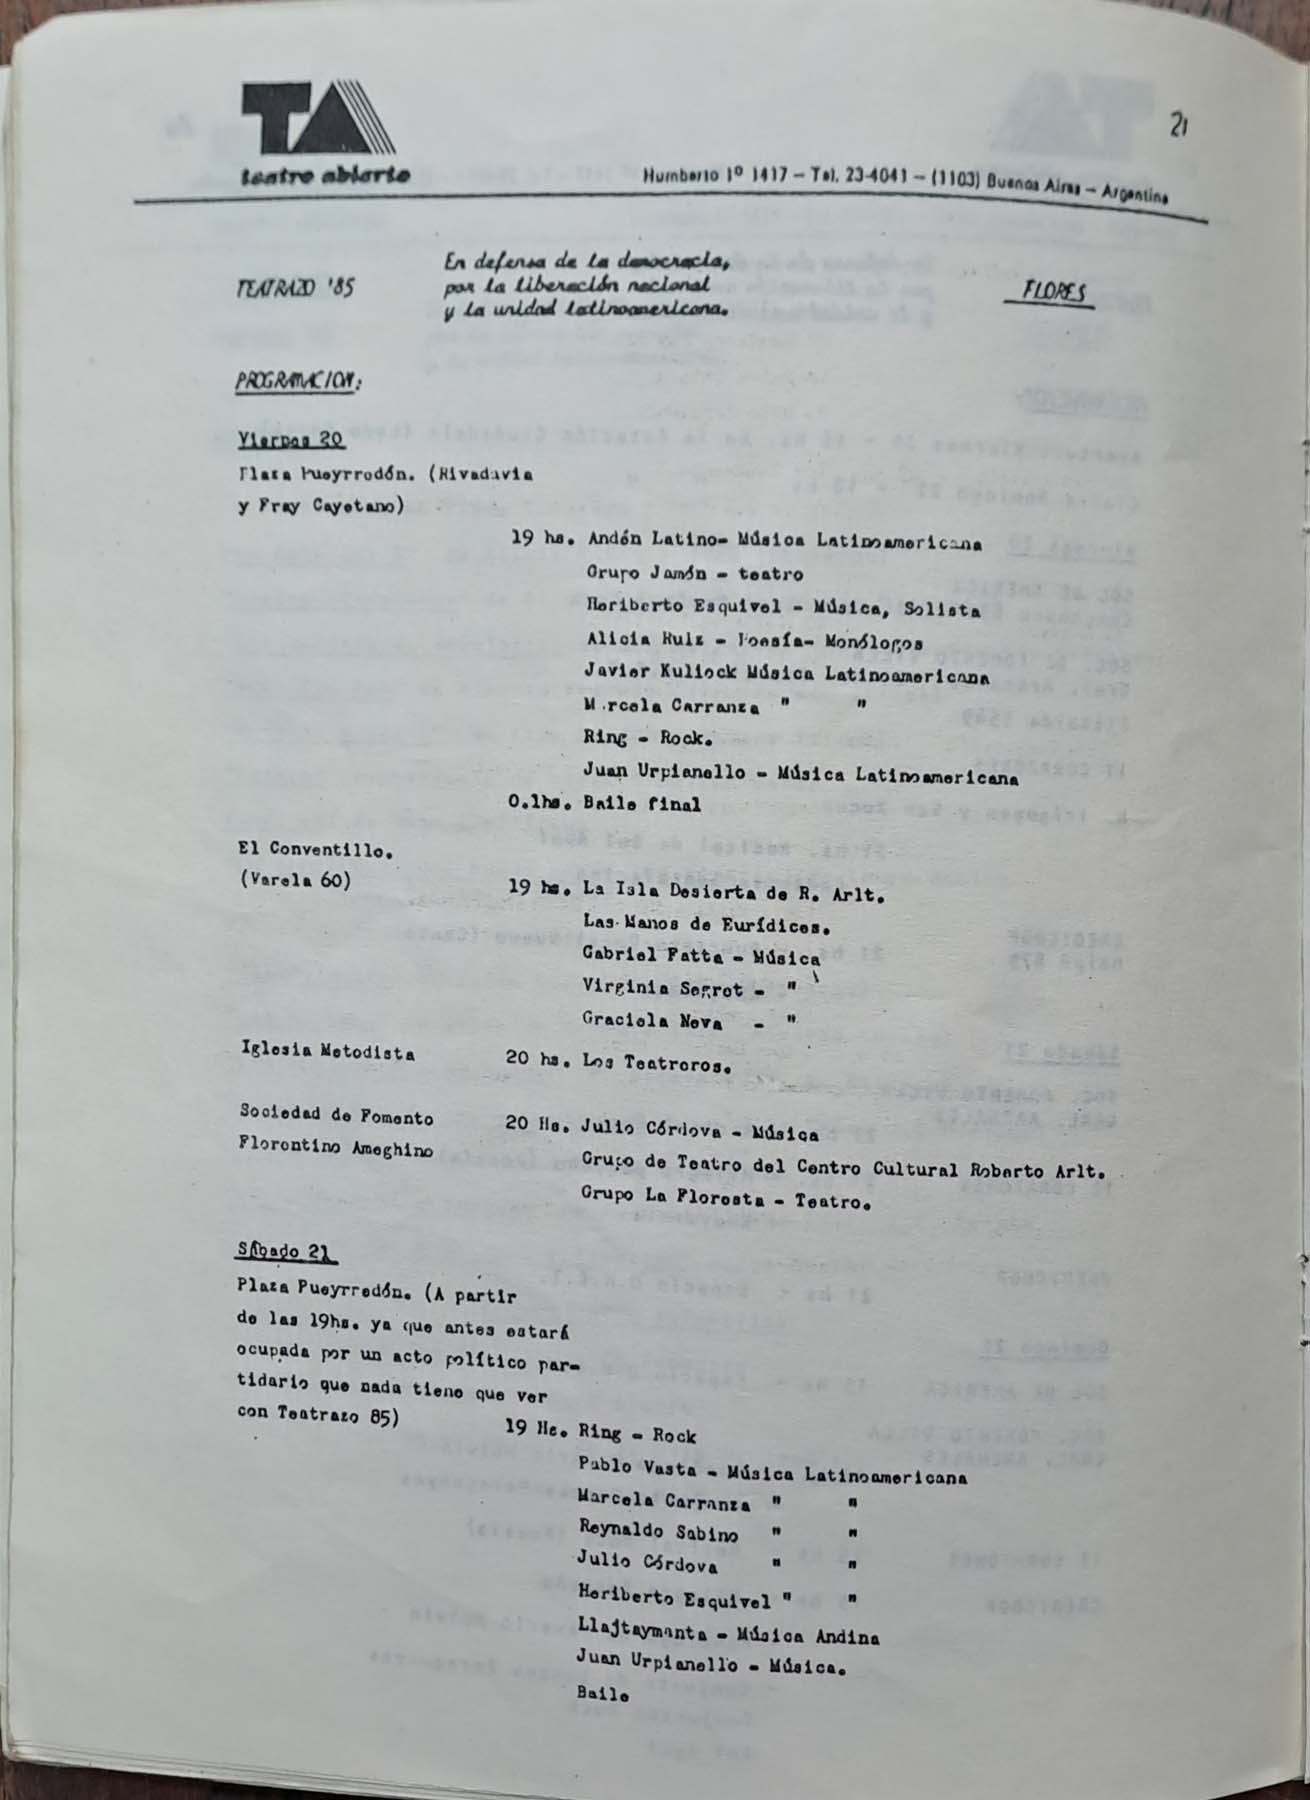 21
TA
teatro abierto
Humberto 1º 1417 – Tel. 23-4041 – (1103) Buenos Aires – Argentina
TEATRAZO '85
En defensa de la democracia,
por la liberación nacional
y la unidad latinoamericana.
FLORES
PROGRAMACION:
Viernes 20
Plaza Pueyrredón. (Rivadavia
y Fray Cayetano)
19 hs. Andén Latino- Música Latinoamericana
Grupo Jamón - teatro
Heriberto Esquivel - Música, Solista
Alicia Ruiz - Poesía- Monólogos
Javier Kuliock Música Latinoamericana
Marcela Carranza " "
Ring - Rock.
Juan Urpianello - Música Latinoamericana
0.1hs. Baile final
El Conventillo.
(Varela 60)
19 hs. La Isla Desierta de R. Arlt.
Las Manos de Eurídices.
Gabriel Fatta - Música
Virginia Segrot - "
Graciela Neva - "
Iglesia Metodista
20 hs. Los Teatreros.
Sociedad de Fomento
Florentino Ameghino
20 Hs. Julio Córdova - Música
Grupo de Teatro del Centro Cultural Roberto Arlt.
Grupo La Floresta - Teatro.
Sábado 21
Plaza Pueyrredón. (A partir
de las 19hs. ya que antes estará
ocupada por un acto político par-
tidario que nada tiene que ver
con Teatrazo 85)
19 Hs. Ring - Rock
Pablo Vasta - Música Latinoamericana
Marcela Carranza " "
Reynaldo Sabino " "
Julio Córdova " "
Heriberto Esquivel " "
Llajtaymanta - Música Andina
Juan Urpianello - Música.
Baile